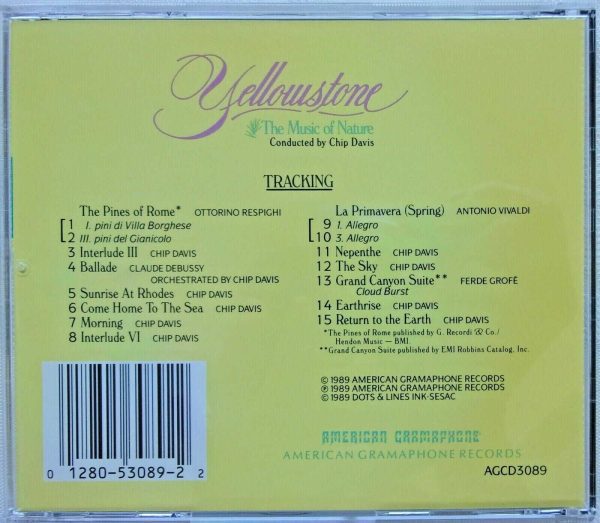 Yellowstone
The Music of Nature
Conducted by Chip Davis
TRACKING
The Pines of Rome* OTTORINO RESPIGHI
1 I. pini di Villa Borghese
2 III. pini del Gianicolo
3 Interlude III CHIP DAVIS
4 Ballade CLAUDE DEBUSSY
ORCHESTRATED BY CHIP DAVIS
5 Sunrise At Rhodes CHIP DAVIS
6 Come Home To The Sea CHIP DAVIS
7 Morning CHIP DAVIS
8 Interlude VI CHIP DAVIS
La Primavera (Spring) ANTONIO VIVALDI
9 1. Allegro
10 3. Allegro
11 Nepenthe CHIP DAVIS
12 The Sky CHIP DAVIS
13 Grand Canyon Suite** FERDE GROFÉ
Cloud Burst
14 Earthrise CHIP DAVIS
15 Return to the Earth CHIP DAVIS
*The Pines of Rome published by G. Recordi & Co./
Hendon Music — BMI.
**Grand Canyon Suite published by EMI Robbins Catalog, Inc.
© 1989 AMERICAN GRAMAPHONE RECORDS
℗ 1989 AMERICAN GRAMAPHONE RECORDS
© 1989 DOTS & LINES INK-SESAC
AMERICAN GRAMAPHONE
AMERICAN GRAMAPHONE RECORDS
AGCD3089
0 1280-53089-2 2